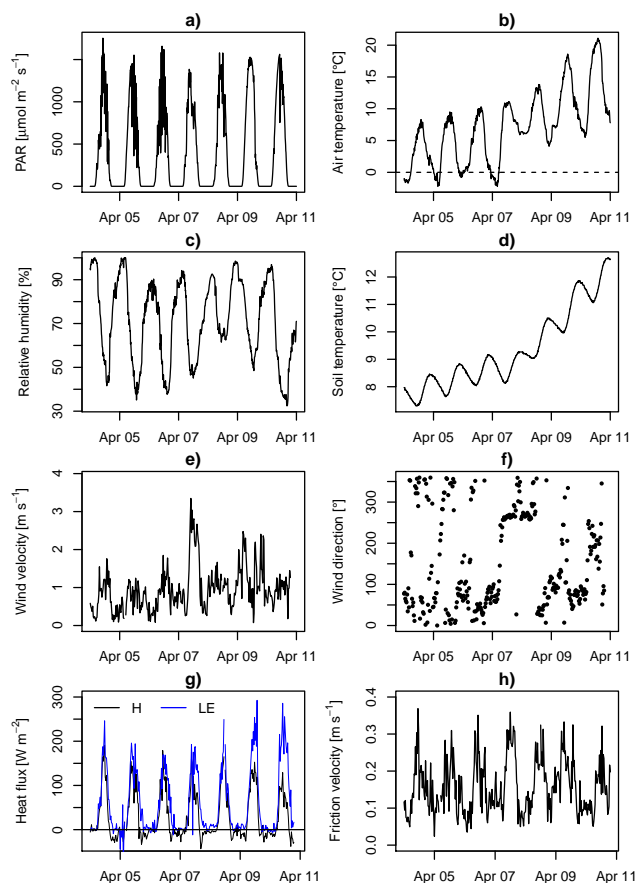 a)
PAR [µmol m⁻² s⁻¹]
0
500
1000
Apr 05
Apr 07
Apr 09
Apr 11
b)
Air temperature [°C]
0
5
10
15
20
Apr 05
Apr 07
Apr 09
Apr 11
c)
Relative humidity [%]
30
50
70
90
Apr 05
Apr 07
Apr 09
Apr 11
d)
Soil temperature [°C]
8
9
10
11
12
Apr 05
Apr 07
Apr 09
Apr 11
e)
Wind velocity [m s⁻¹]
0
1
2
3
4
Apr 05
Apr 07
Apr 09
Apr 11
f)
Wind direction [°]
0
100
200
300
Apr 05
Apr 07
Apr 09
Apr 11
g)
Heat flux [W m⁻²]
0
100
200
300
H
LE
Apr 05
Apr 07
Apr 09
Apr 11
h)
Friction velocity [m s⁻¹]
0.0
0.1
0.2
0.3
0.4
Apr 05
Apr 07
Apr 09
Apr 11